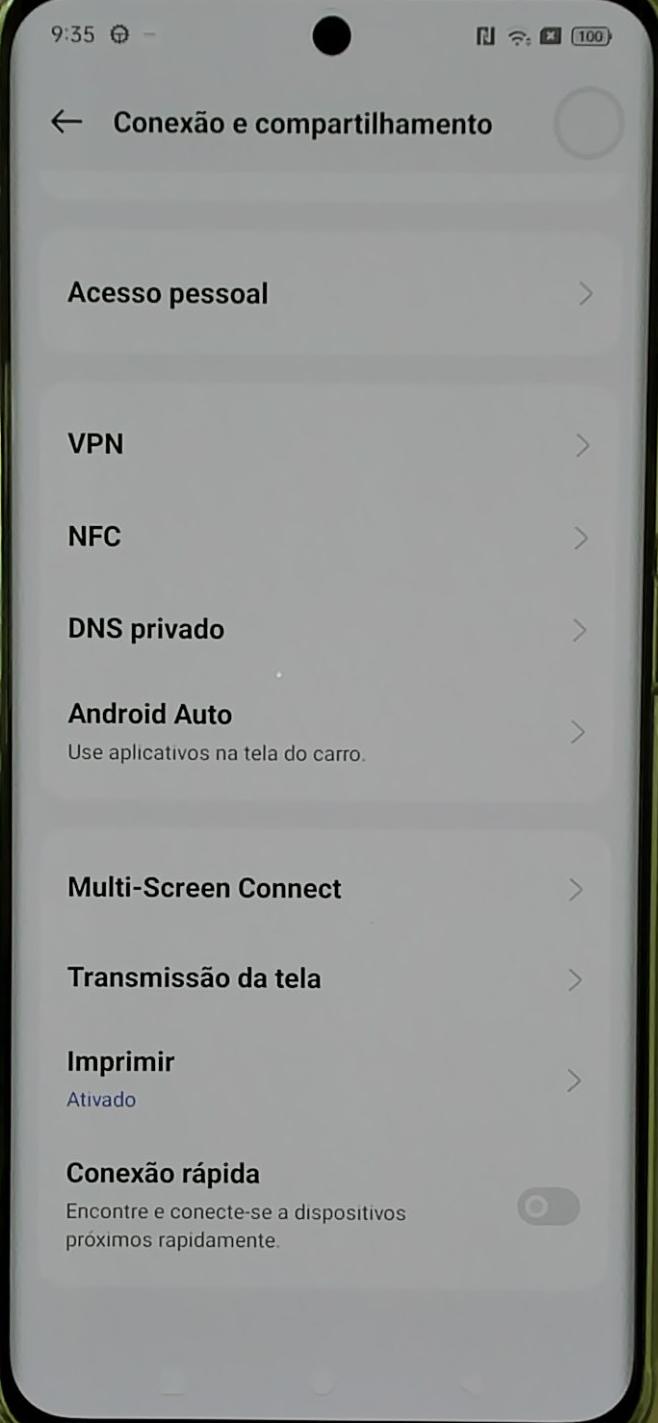 9:35
100
Conexão e compartilhamento
Acesso pessoal
VPN
NFC
DNS privado
Android Auto
Use aplicativos na tela do carro.
Multi-Screen Connect
Transmissão da tela
Imprimir
Ativado
Conexão rápida
Encontre e conecte-se a dispositivos
próximos rapidamente.